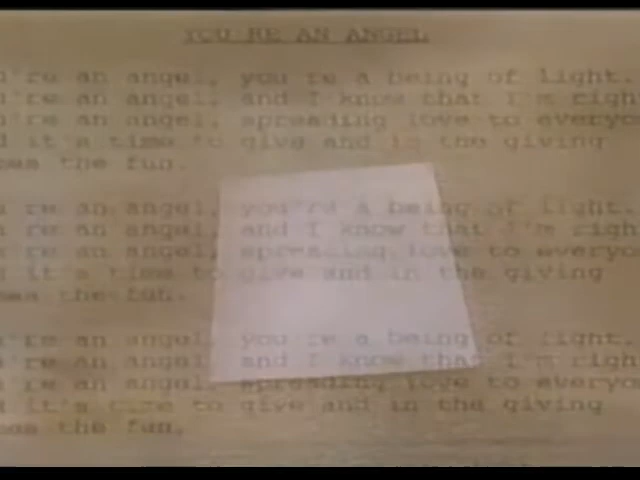 YOU'RE AN ANGEL
're an angel, you're a being of light.
're an angel, and I know that I'm righ
're an angel, spreading love to everyo
it's a time to give and in the giving
the fun.
're an angel, you're a being of light.
're an angel, and I know that I'm righ
're an angel, spreading love to everyo
it's a time to give and in the giving
the fun.
're an angel, you're a being of light.
're an angel, and I know that I'm righ
're an angel, spreading love to everyo
it's a time to give and in the giving
the fun.